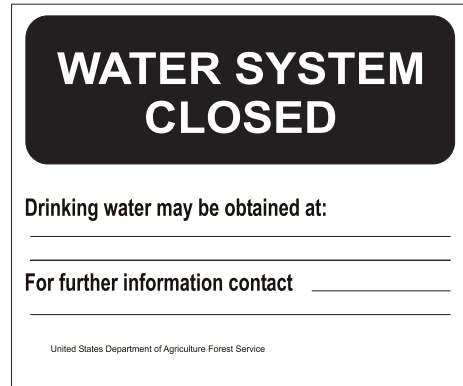 WATER SYSTEM
CLOSED
Drinking water may be obtained at:
For further information contact
United States Department of Agriculture Forest Service